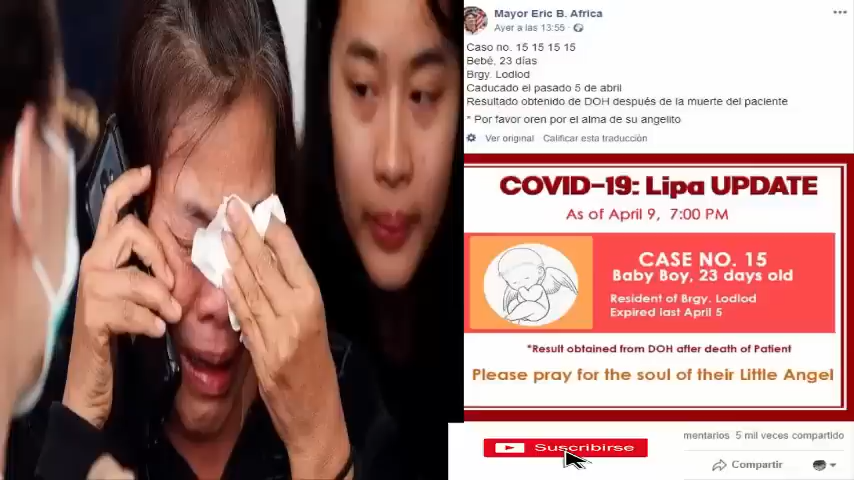 Mayor Eric B. Africa
Ayer a las 13:55 ·
Caso no. 15 15 15 15
Bebé, 23 días
Brgy. Lodlod
Caducado el pasado 5 de abril
Resultado obtenido de DOH después de la muerte del paciente
* Por favor oren por el alma de su angelito
Ver original · Calificar esta traducción
COVID-19: Lipa UPDATE
As of April 9, 7:00 PM
CASE NO. 15
Baby Boy, 23 days old
Resident of Brgy. Lodlod
Expired last April 5
*Result obtained from DOH after death of Patient
Please pray for the soul of their Little Angel
mentarios 5 mil veces compartido
Suscribirse
Compartir